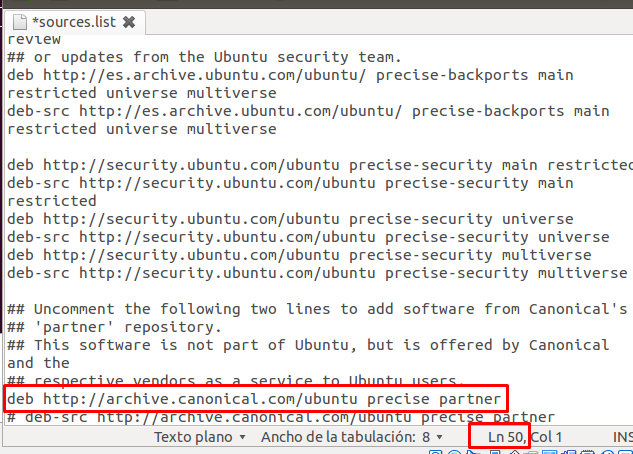 *sources.list
review
## or updates from the Ubuntu security team.
deb http://es.archive.ubuntu.com/ubuntu/ precise-backports main
restricted universe multiverse
deb-src http://es.archive.ubuntu.com/ubuntu/ precise-backports main
restricted universe multiverse
deb http://security.ubuntu.com/ubuntu precise-security main restricted
deb-src http://security.ubuntu.com/ubuntu precise-security main
restricted
deb http://security.ubuntu.com/ubuntu precise-security universe
deb-src http://security.ubuntu.com/ubuntu precise-security universe
deb http://security.ubuntu.com/ubuntu precise-security multiverse
deb-src http://security.ubuntu.com/ubuntu precise-security multiverse
## Uncomment the following two lines to add software from Canonical's
## 'partner' repository.
## This software is not part of Ubuntu, but is offered by Canonical
and the
## respective vendors as a service to Ubuntu users.
deb http://archive.canonical.com/ubuntu precise partner
# deb-src http://archive.canonical.com/ubuntu precise partner
Texto plano Ancho de la tabulación: 8 Ln 50, Col 1 INS